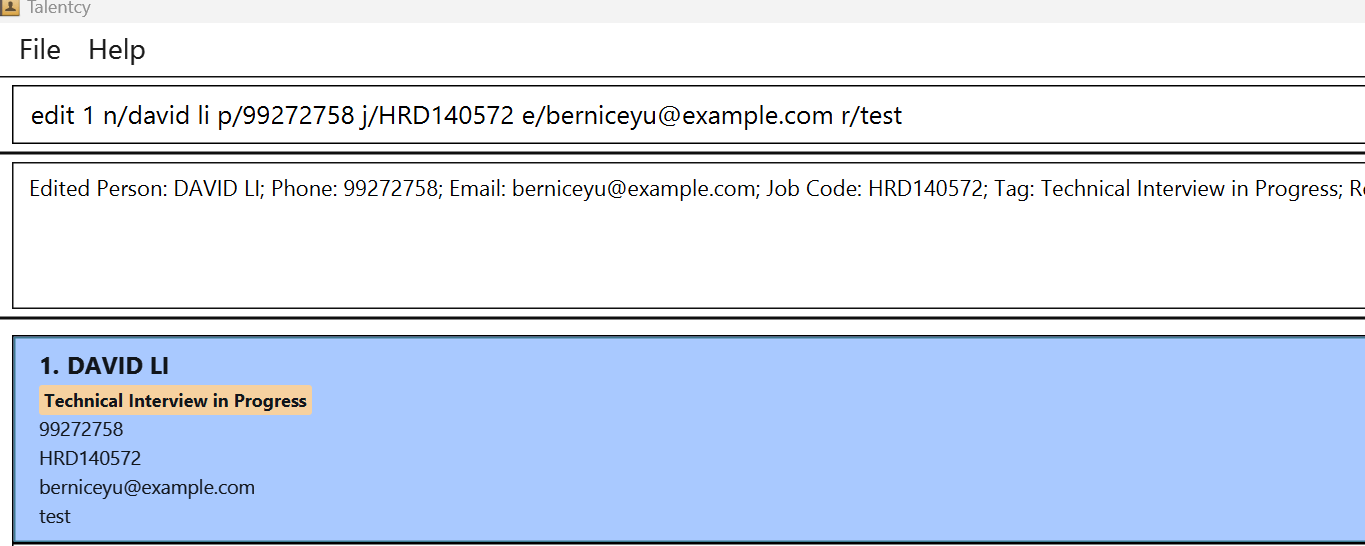 Talentcy
File Help
edit 1 n/david li p/99272758 j/HRD140572 e/berniceyu@example.com r/test
Edited Person: DAVID LI; Phone: 99272758; Email: berniceyu@example.com; Job Code: HRD140572; Tag: Technical Interview in Progress;
1. DAVID LI
Technical Interview in Progress
99272758
HRD140572
berniceyu@example.com
test